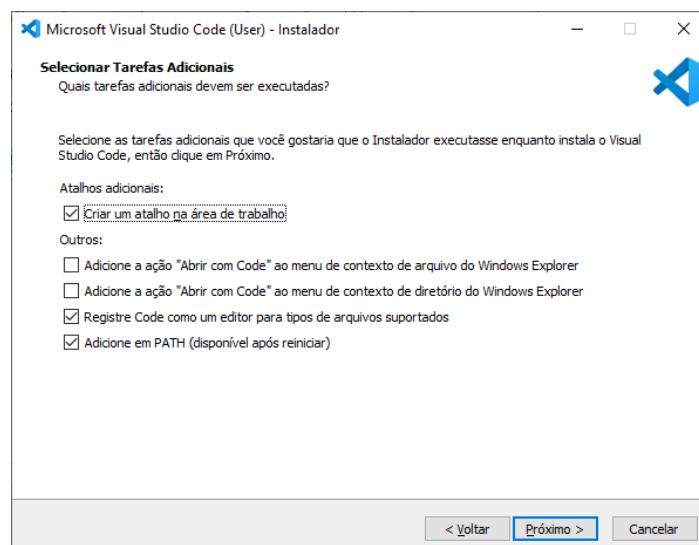 Microsoft Visual Studio Code (User) - Instalador
Selecionar Tarefas Adicionais
Quais tarefas adicionais devem ser executadas?
Selecione as tarefas adicionais que você gostaria que o Instalador executasse enquanto instala o Visual
Studio Code, então clique em Próximo.
Atalhos adicionais:
Criar um atalho na área de trabalho
Outros:
Adicione a ação "Abrir com Code" ao menu de contexto de arquivo do Windows Explorer
Adicione a ação "Abrir com Code" ao menu de contexto de diretório do Windows Explorer
Registre Code como um editor para tipos de arquivos suportados
Adicione em PATH (disponível após reiniciar)
< Voltar Próximo > Cancelar